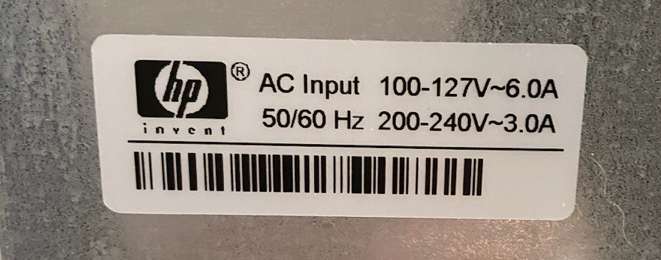 hp ® AC Input 100-127V~6.0A
invent 50/60 Hz 200-240V~3.0A